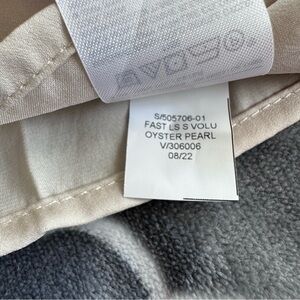 S/505706-01
FAST LS S VOLU
OYSTER PEARL
V/306006
08/22